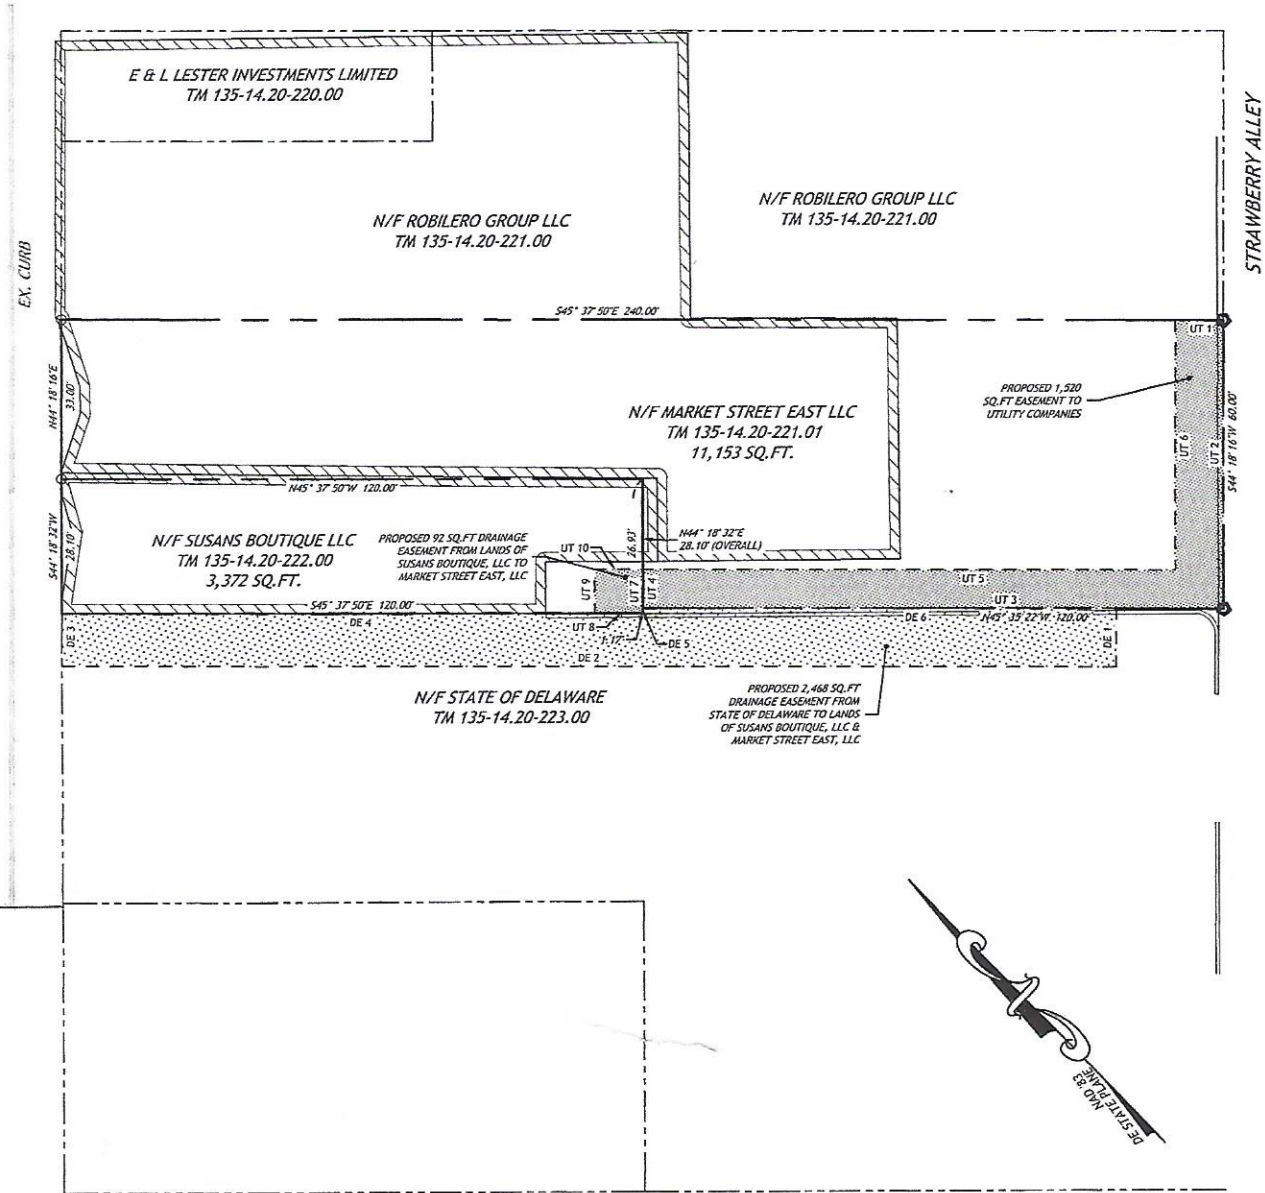 E & L LESTER INVESTMENTS LIMITED
TM 135-14.20-220.00
STRAWBERRY ALLEY
N/F ROBILERO GROUP LLC
TM 135-14.20-221.00
N/F ROBILERO GROUP LLC
TM 135-14.20-221.00
EX. CURB
S45° 37' 50"E 240.00'
UT 1
N44° 18' 16"E
33.00'
PROPOSED 1,520
SQ.FT EASEMENT TO
UTILITY COMPANIES
N/F MARKET STREET EAST LLC
TM 135-14.20-221.01
11,153 SQ.FT.
UT 6
UT 2
S44° 18' 16"W 60.00'
N45° 37' 50"W 120.00'
S44° 18' 32"W
28.10'
N/F SUSANS BOUTIQUE LLC
TM 135-14.20-222.00
3,372 SQ.FT.
PROPOSED 92 SQ.FT DRAINAGE
EASEMENT FROM LANDS OF
SUSANS BOUTIQUE, LLC TO
MARKET STREET EAST, LLC
UT 10
26.93'
N44° 18' 32"E
28.10' (OVERALL)
UT 9
UT 7
UT 4
UT 5
UT 3
S45° 37' 50"E 120.00'
DE 4
UT 8
1.17'
DE 5
DE 6
N45° 35' 22"W 120.00'
DE 3
DE 2
DE 1
N/F STATE OF DELAWARE
TM 135-14.20-223.00
PROPOSED 2,468 SQ.FT
DRAINAGE EASEMENT FROM
STATE OF DELAWARE TO LANDS
OF SUSANS BOUTIQUE, LLC &
MARKET STREET EAST, LLC
NAD '83
DE STATE PLANE